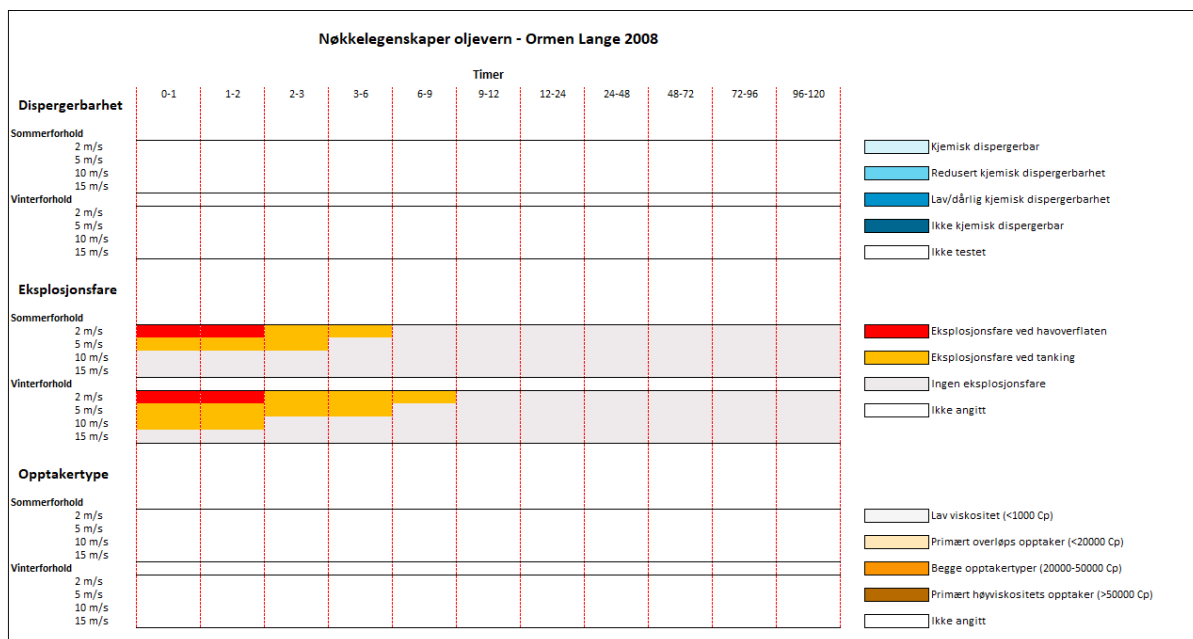 Nøkkelegenskaper oljevern - Ormen Lange 2008
Timer
0-1 1-2 2-3 3-6 6-9 9-12 12-24 24-48 48-72 72-96 96-120
Dispergerbarhet
Sommerforhold
2 m/s
5 m/s
10 m/s
15 m/s
Vinterforhold
2 m/s
5 m/s
10 m/s
15 m/s
Kjemisk dispergerbar
Redusert kjemisk dispergerbarhet
Lav/dårlig kjemisk dispergerbarhet
Ikke kjemisk dispergerbar
Ikke testet
Eksplosjonsfare
Sommerforhold
2 m/s
5 m/s
10 m/s
15 m/s
Vinterforhold
2 m/s
5 m/s
10 m/s
15 m/s
Eksplosjonsfare ved havoverflaten
Eksplosjonsfare ved tanking
Ingen eksplosjonsfare
Ikke angitt
Opptakertype
Sommerforhold
2 m/s
5 m/s
10 m/s
15 m/s
Vinterforhold
2 m/s
5 m/s
10 m/s
15 m/s
Lav viskositet (<1000 Cp)
Primært overløps opptaker (<20000 Cp)
Begge opptakertyper (20000-50000 Cp)
Primært høyviskositets opptaker (>50000 Cp)
Ikke angitt